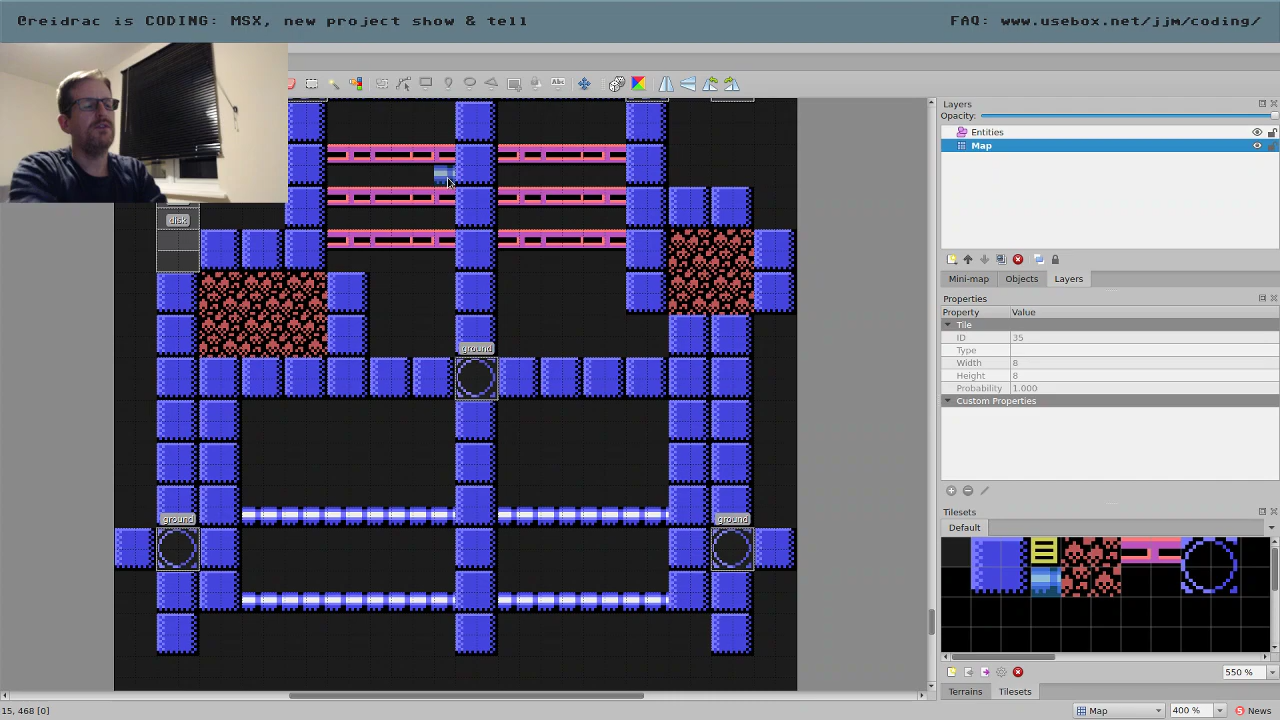 @reidrac is CODING: MSX, new project show & tell
FAQ: www.usebox.net/jjm/coding/
Abc
Layers
Opacity:
Entities
Map
disk
ground
ground
ground
Mini-map
Objects
Layers
Properties
Property
Value
Tile
ID
35
Type
Width
8
Height
8
Probability
1.000
Custom Properties
Tilesets
Default
550 %
Terrains
Tilesets
15, 468 [0]
Map
400 %
News